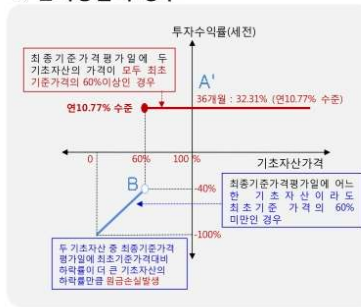 투자수익률(세전)
최종기준가격평가일에 두
기초자산의 가격이 모두 최초
기준가격의 60%이상인 경우
A'
36개월 : 32.31% (연10.77% 수준)
연10.77% 수준
0 60% 100 %
기초자산가격
B
-40%
최종기준가격평가일에 어느
한 기초자산이라도
최초기준 가격의 60%
미만인 경우
-100%
두 기초자산 중 최종기준가격
평가일에 최초기준가격대비
하락률이 더 큰 기초자산의
하락률만큼 원금손실발생